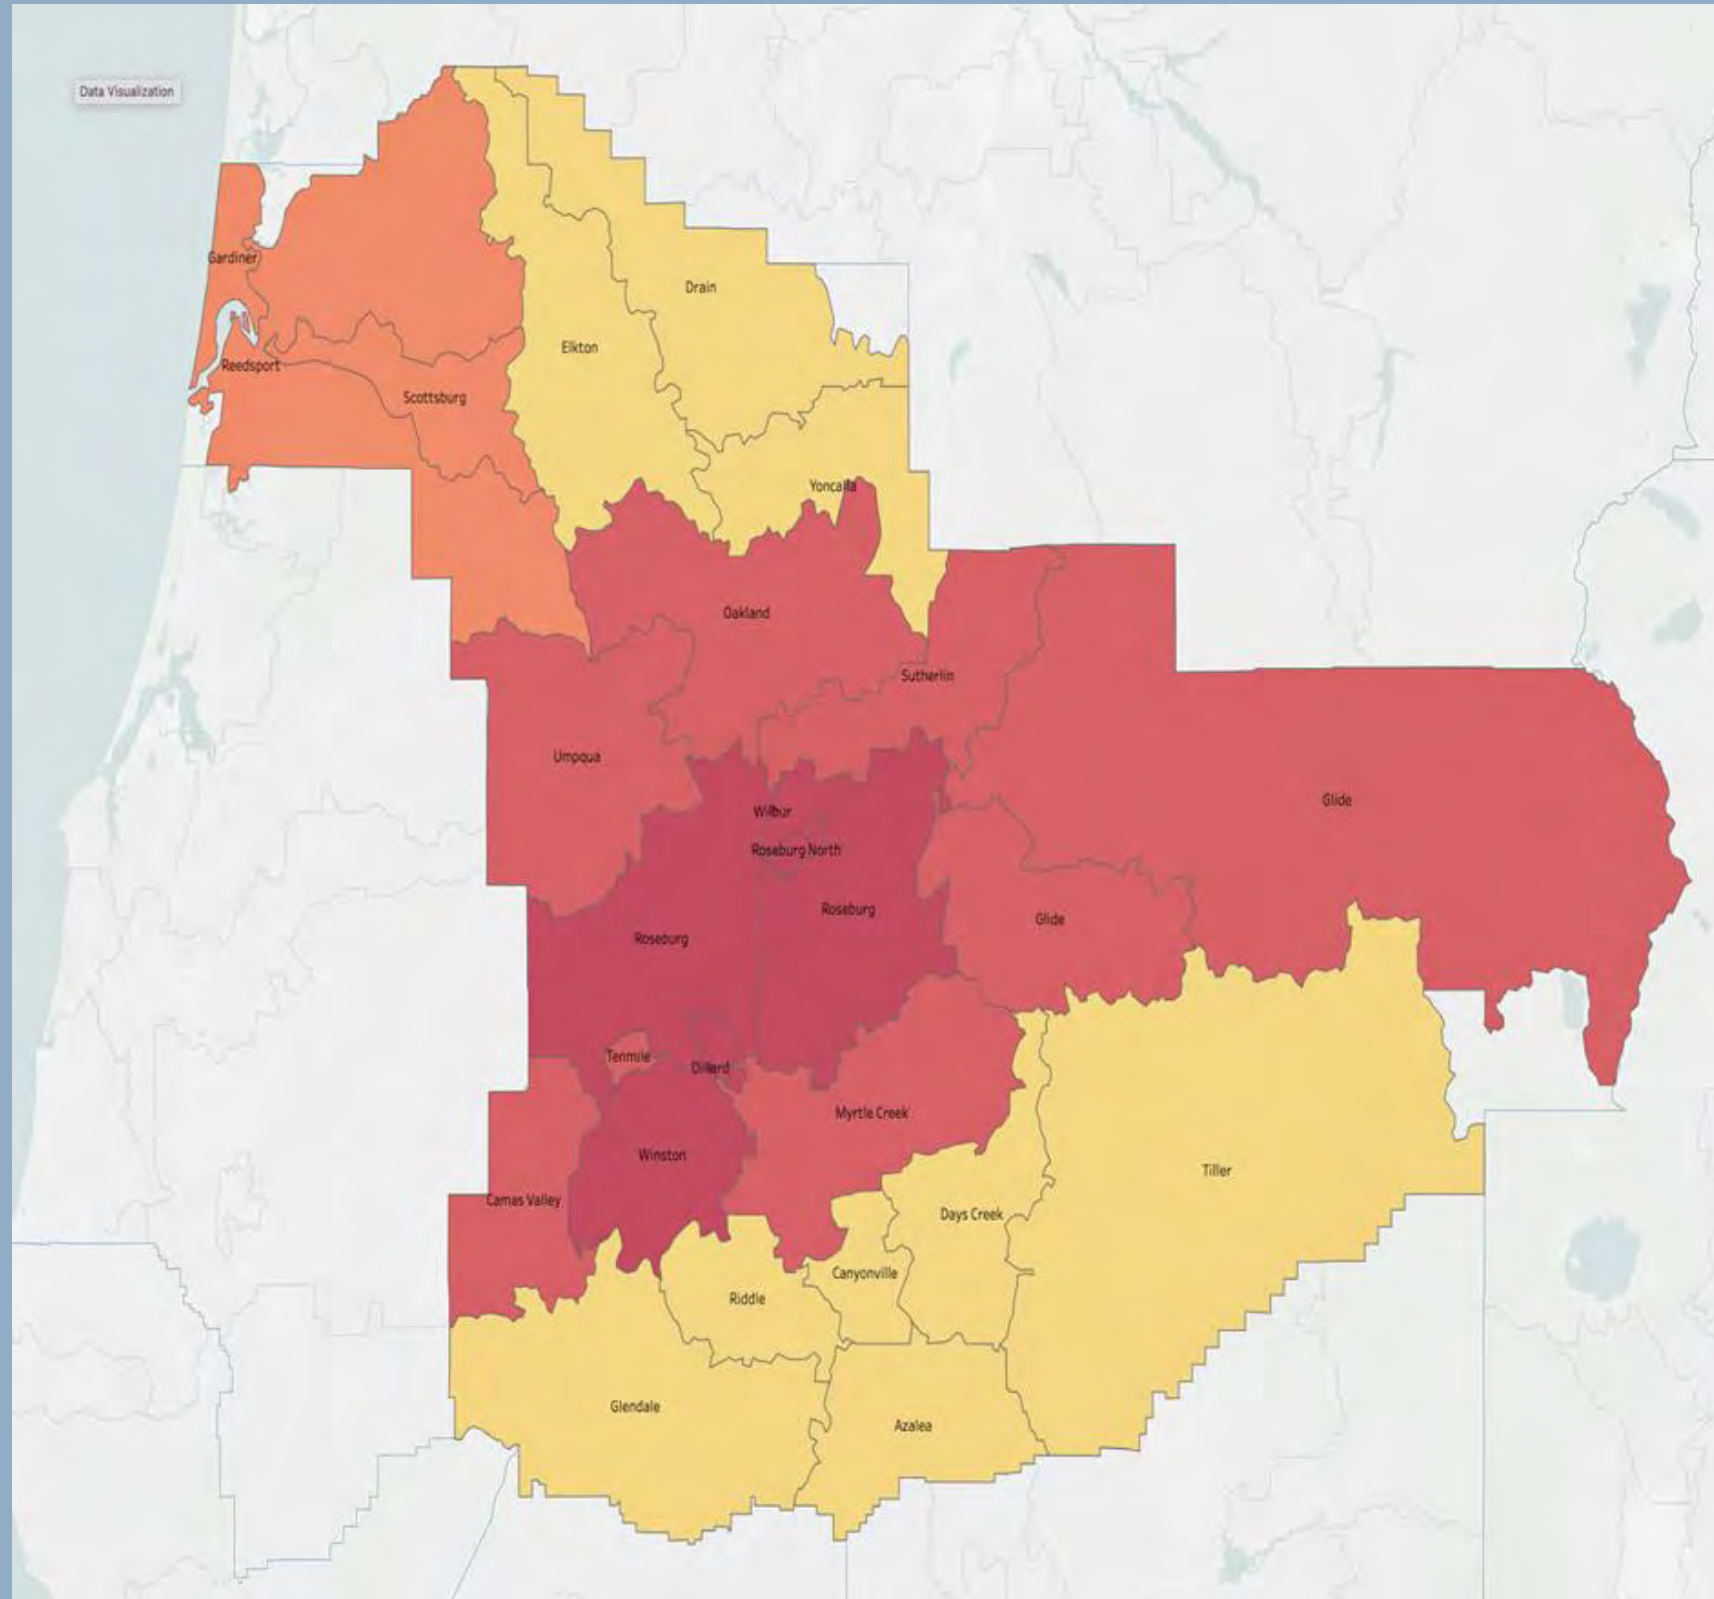 Data Visualization
Gardiner
Drain
Elkton
Reedsport
Scottsburg
Yoncalla
Oakland
Sutherlin
Umpqua
Glide
Wilbur
Roseburg North
Roseburg
Glide
Roseburg
Tenmile
Dillard
Myrtle Creek
Winston
Tiller
Camas Valley
Days Creek
Canyonville
Riddle
Glendale
Azalea